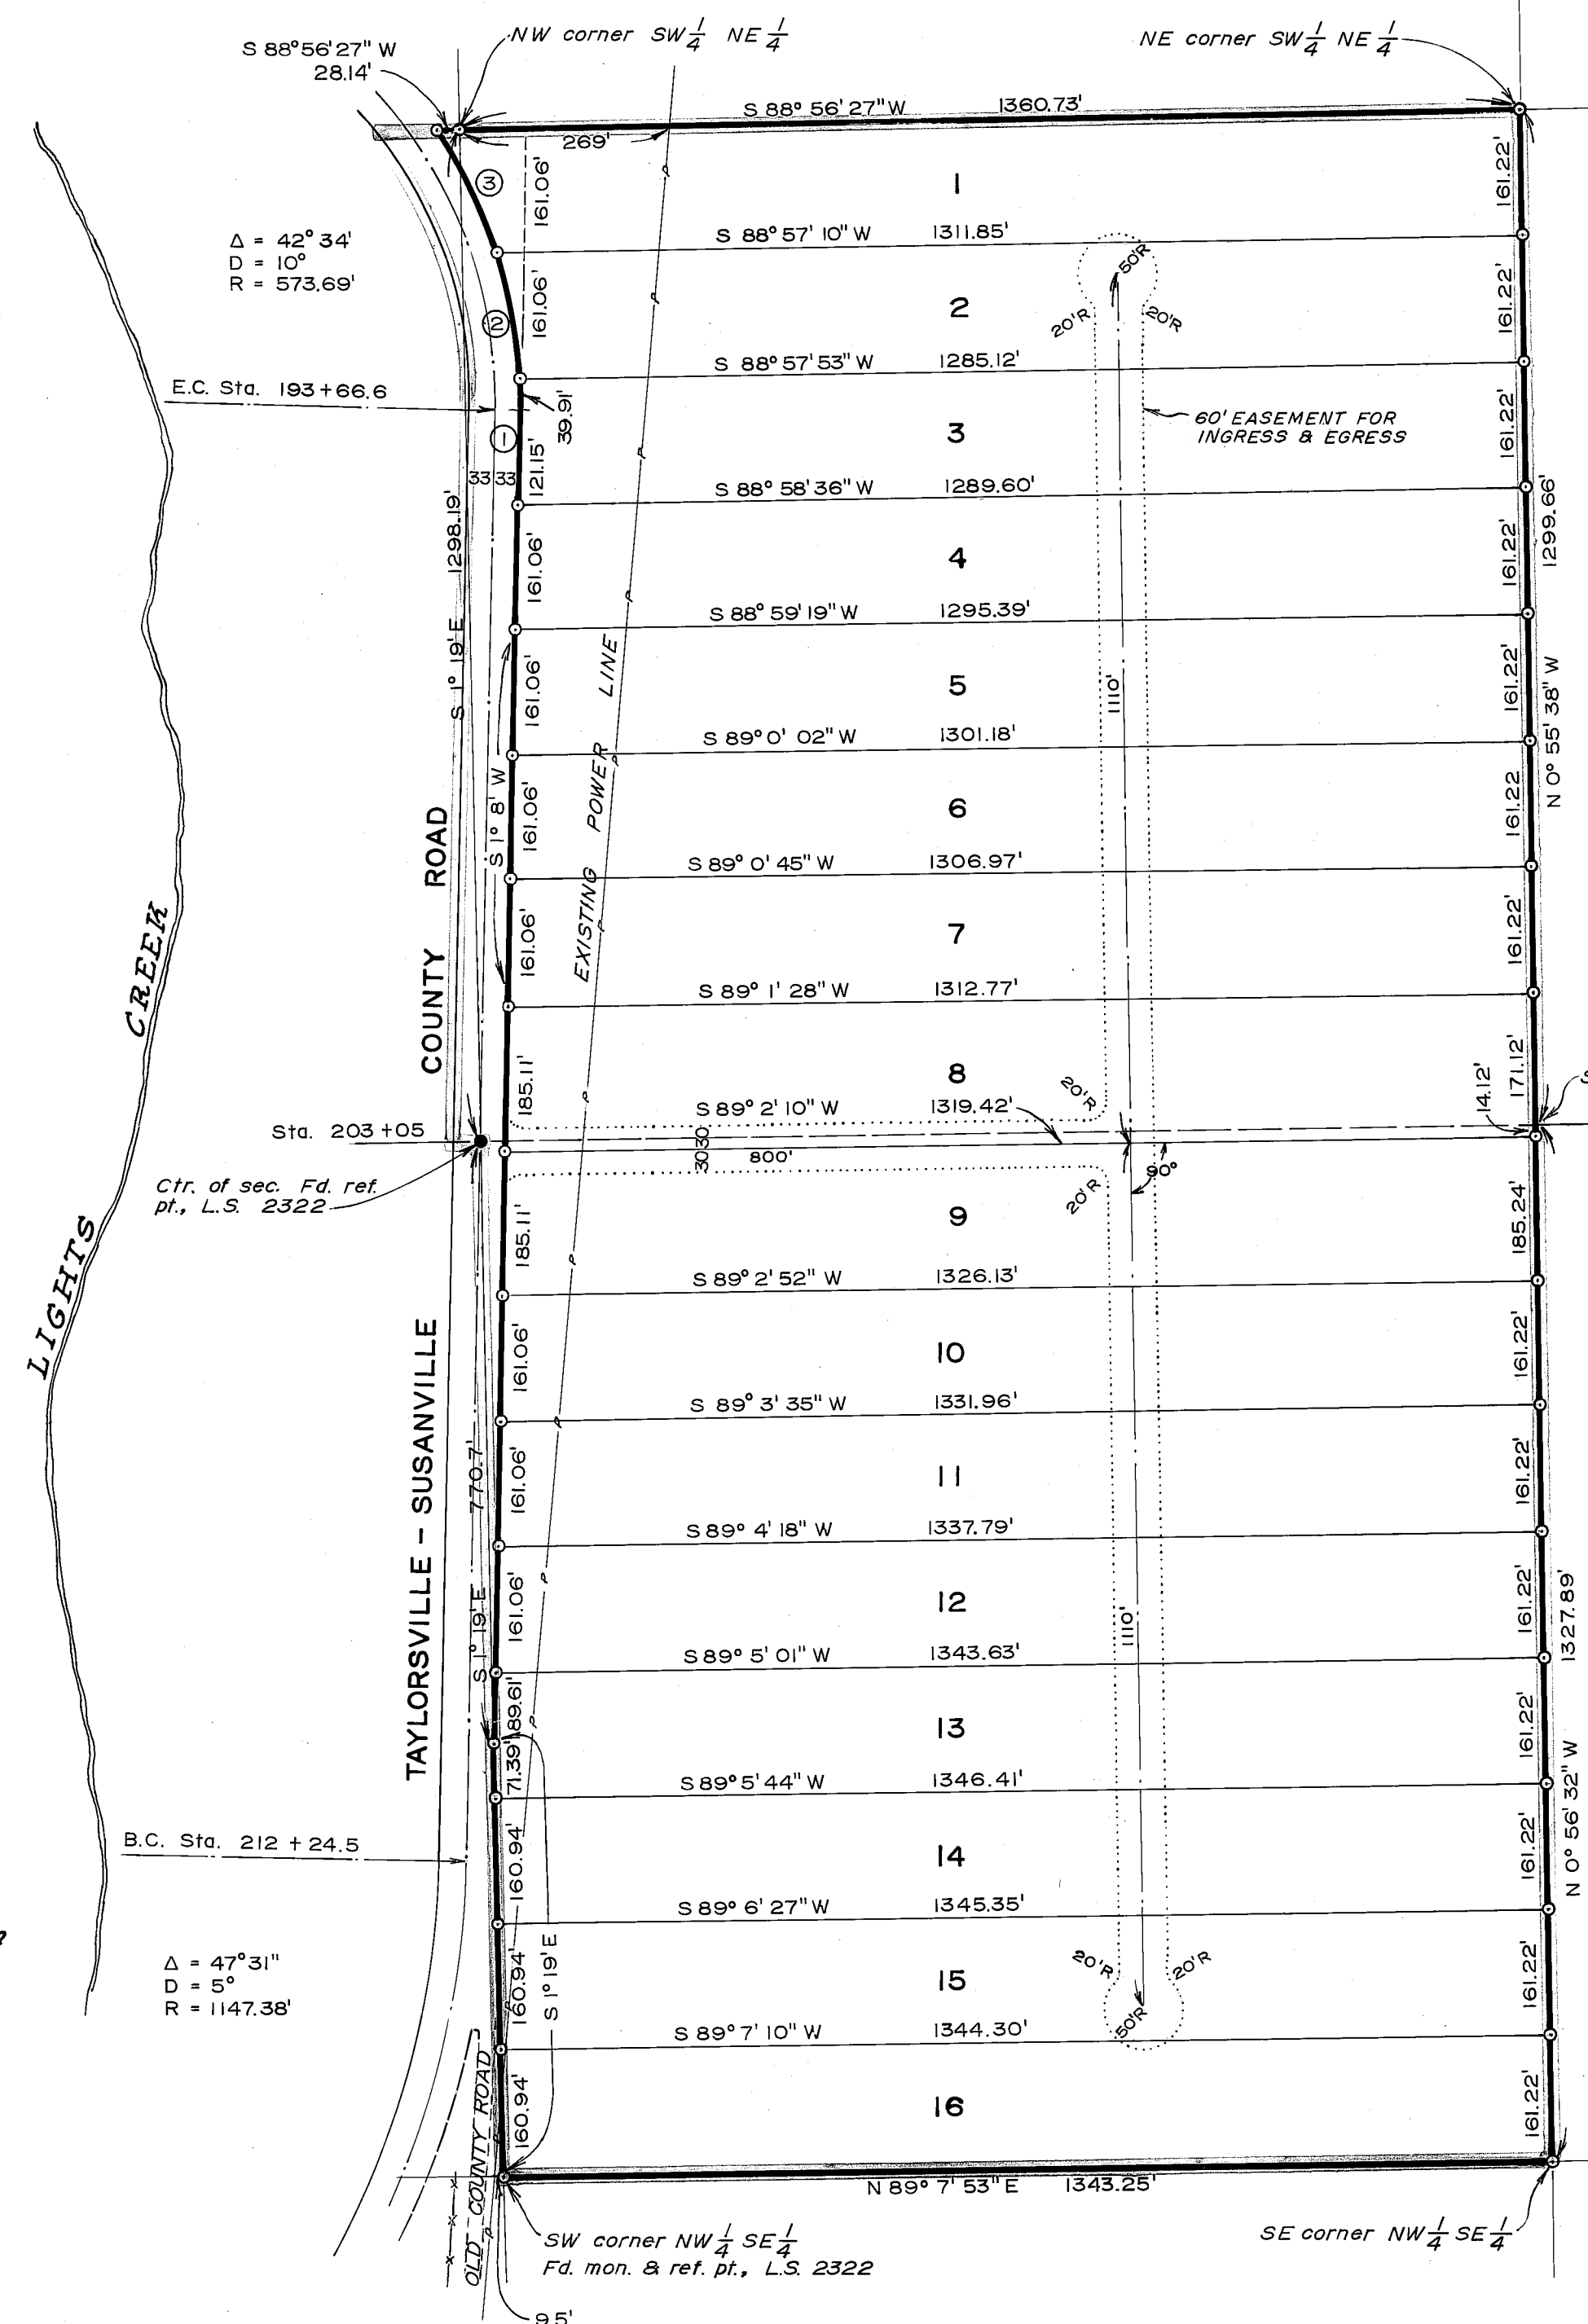 S 88°56'27" W
28.14'
NW corner SW 1/4 NE 1/4
NE corner SW 1/4 NE 1/4
S 88° 56' 27" W 1360.73'
269'
③
161.06'
1
161.22'
Δ = 42° 34'
D = 10°
R = 573.69'
S 88° 57' 10" W 1311.85'
50'R
②
161.06'
2
20'R
20'R
161.22'
S 88° 57' 53" W 1285.12'
E.C. Sta. 193+66.6
39.91'
①
3
60' EASEMENT FOR
INGRESS & EGRESS
161.22'
33 33
121.15'
S 88° 58' 36" W 1289.60'
1299.66'
S 1° 19' E 1298.19'
161.06'
4
161.22'
S 88° 59' 19" W 1295.39'
161.06'
5
1110'
161.22'
N 0° 55' 38" W
S 89° 0' 02" W 1301.18'
S 1° 8' W
161.06'
6
161.22
S 89° 0' 45" W 1306.97'
EXISTING POWER LINE
161.06'
7
161.22'
S 89° 1' 28" W 1312.77'
COUNTY ROAD
185.11'
8
20'R
14.12'
171.12'
S 89° 2' 10" W 1319.42'
Sta. 203+05
30 30
800'
90°
Ctr. of sec. Fd. ref.
pt., L.S. 2322
LIGHTS CREEK
185.11'
9
20'R
185.24'
S 89° 2' 52" W 1326.13'
161.06'
10
161.22'
S 89° 3' 35" W 1331.96'
TAYLORSVILLE – SUSANVILLE
S 1° 19' E 770.7'
161.06'
11
161.22'
S 89° 4' 18" W 1337.79'
161.06'
12
1110'
161.22'
1327.89'
S 89° 5' 01" W 1343.63'
89.61'
71.39'
13
161.22'
S 89° 5' 44" W 1346.41'
N 0° 56' 32" W
B.C. Sta. 212 + 24.5
160.94'
14
161.22'
S 89° 6' 27" W 1345.35'
Δ = 47°31"
D = 5°
R = 1147.38'
160.94'
S 1° 19' E
15
20'R
20'R
161.22'
50'R
S 89° 7' 10" W 1344.30'
160.94'
16
161.22'
OLD COUNTY ROAD
N 89° 7' 53" E 1343.25'
SW corner NW 1/4 SE 1/4
Fd. mon. & ref. pt., L.S. 2322
SE corner NW 1/4 SE 1/4
9.5'